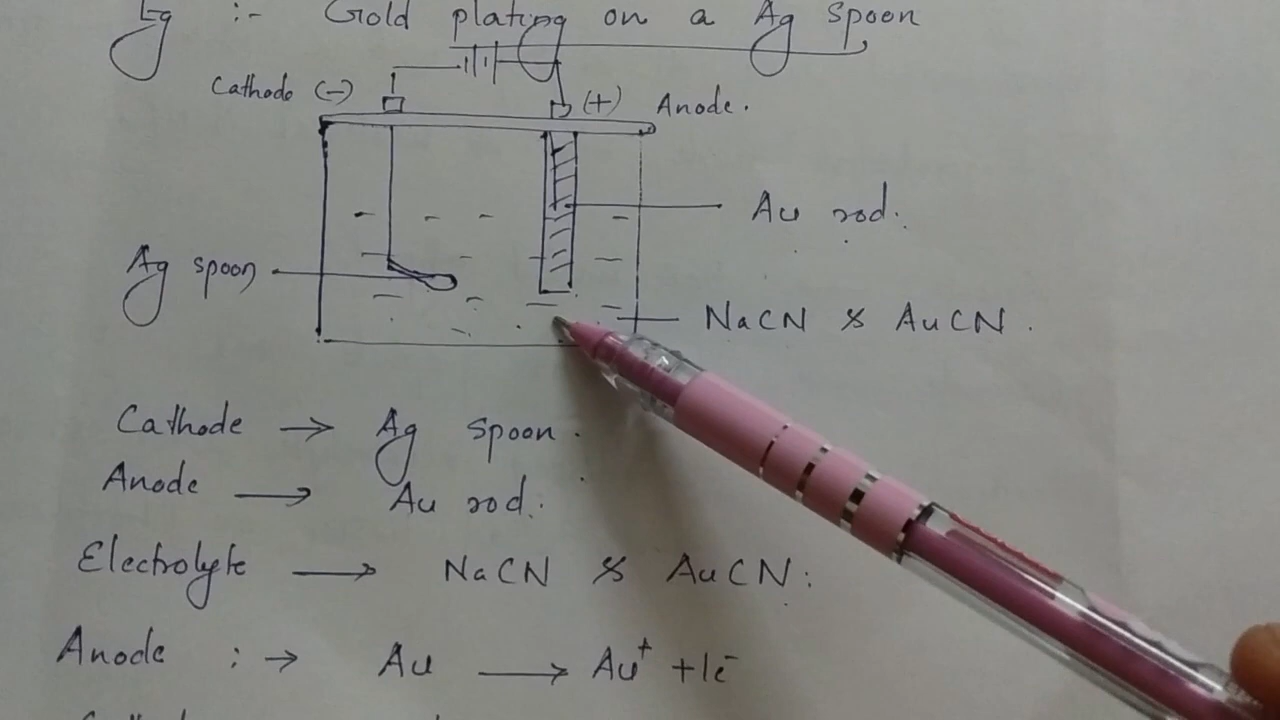 Eg :- Gold plating on a Ag spoon
Cathode (-)
(+) Anode.
Au rod.
Ag spoon
NaCN & AuCN.
Cathode → Ag spoon.
Anode → Au rod.
Electrolyte → NaCN & AuCN.
Anode : → Au → Au⁺ + 1e⁻